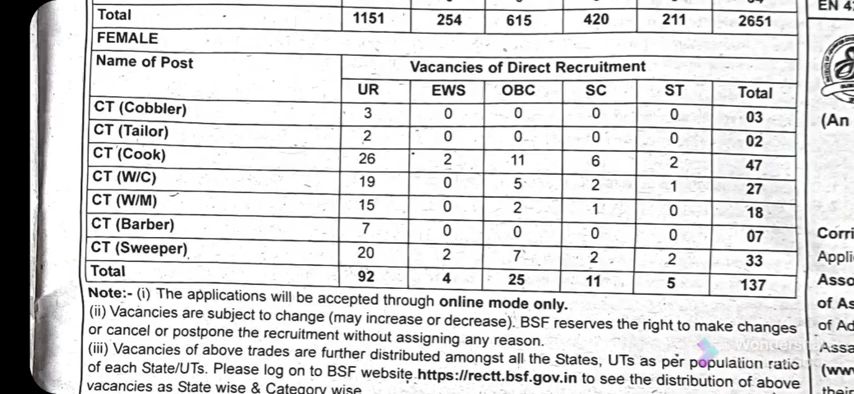 EN 4
Total 1151 254 615 420 211 2651
FEMALE
Name of Post Vacancies of Direct Recruitment
UR EWS OBC SC ST Total
CT (Cobbler) 3 0 0 0 0 03
CT (Tailor) 2 0 0 0 0 02
CT (Cook) 26 2 11 6 2 47
CT (W/C) 19 0 5 2 1 27
CT (W/M) 15 0 2 1 0 18
CT (Barber) 7 0 0 0 0 07
CT (Sweeper) 20 2 7 2 2 33
Total 92 4 25 11 5 137
Note:- (i) The applications will be accepted through online mode only.
(ii) Vacancies are subject to change (may increase or decrease). BSF reserves the right to make changes
or cancel or postpone the recruitment without assigning any reason.
(iii) Vacancies of above trades are further distributed amongst all the States, UTs as per population ratio
of each State/UTs. Please log on to BSF website https://rectt.bsf.gov.in to see the distribution of above
vacancies as State wise & Category wise
(An
Corri
Appli
Asso
of As
of Ad
Assa
(ww
their